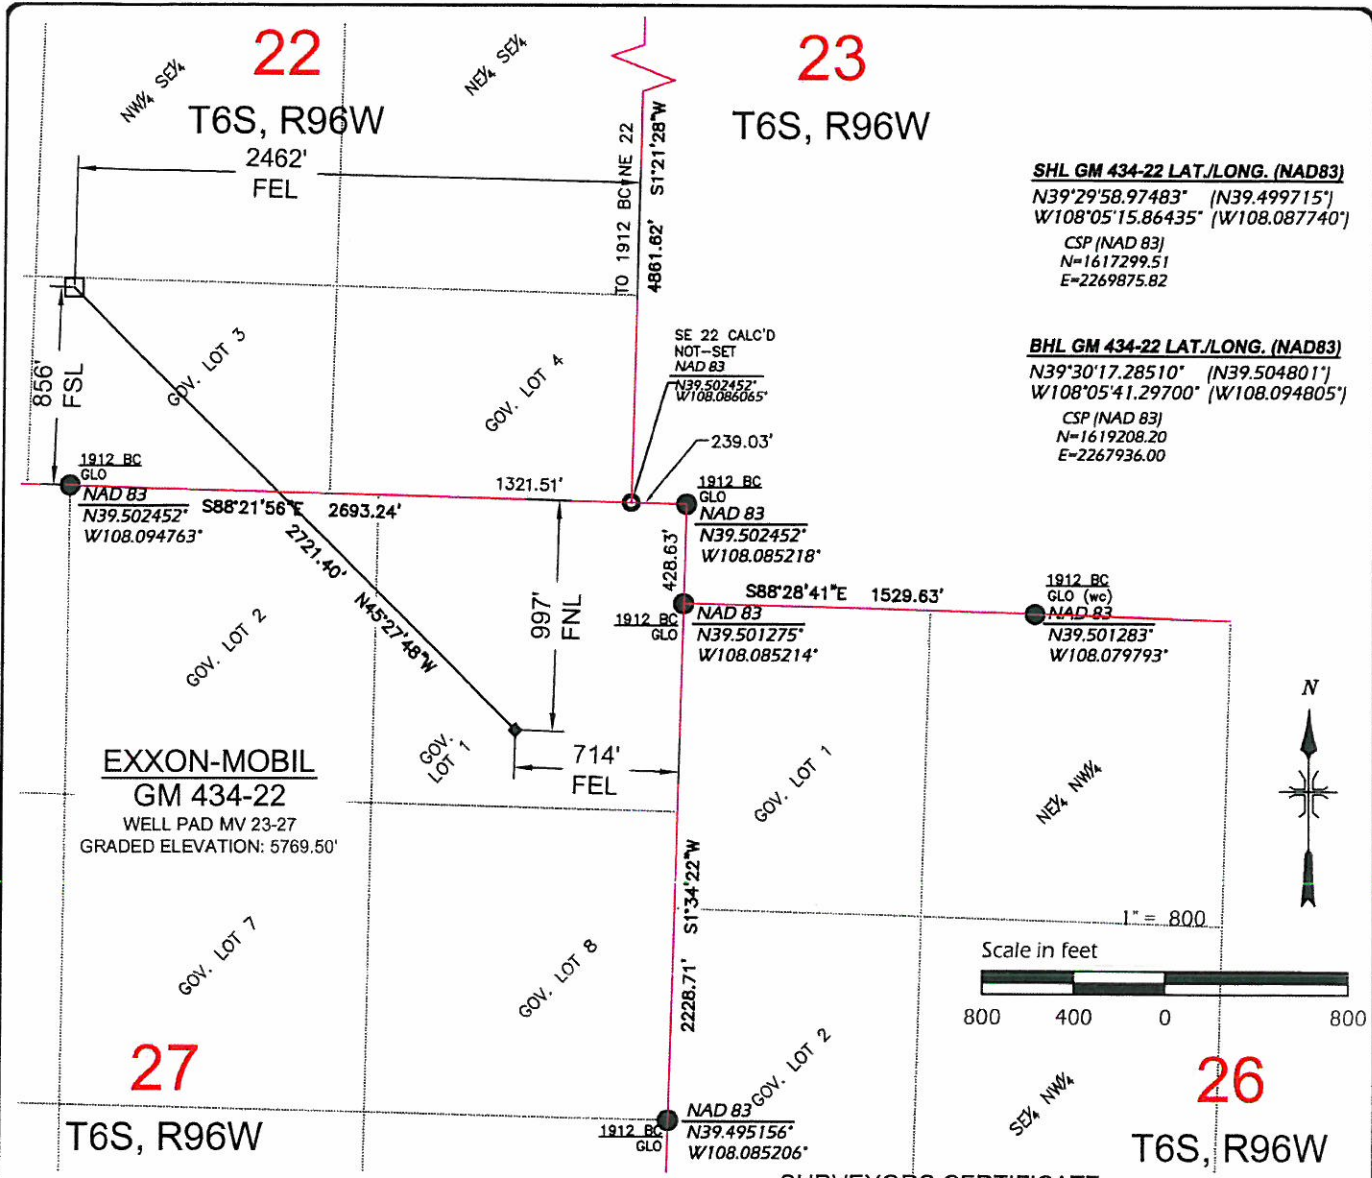 22
23
NW¼ SE¼
NE¼ SE¼
T6S, R96W
T6S, R96W
2462'
FEL
TO 1912 BC NE 22
4861.62' S1°21'28"W
SHL GM 434-22 LAT./LONG. (NAD83)
N39°29'58.97483" (N39.499715°)
W108°05'15.86435" (W108.087740°)
CSP (NAD 83)
N=1617299.51
E=2269875.82
BHL GM 434-22 LAT./LONG. (NAD83)
N39°30'17.28510" (N39.504801°)
W108°05'41.29700" (W108.094805°)
CSP (NAD 83)
N=1619208.20
E=2267936.00
856'
FSL
GOV. LOT 3
GOV. LOT 4
SE 22 CALC'D
NOT-SET
NAD 83
N39.502452°
W108.086065°
239.03'
1912 BC
GLO
NAD 83
N39.502452°
W108.094763°
S88°21'56"E 2693.24'
1321.51'
1912 BC
GLO
NAD 83
N39.502452°
W108.085218°
428.63'
2721.40'
N45°27'48"W
997'
FNL
S88°28'41"E 1529.63'
1912 BC
GLO
NAD 83
N39.501275°
W108.085214°
1912 BC
GLO (wc)
NAD 83
N39.501283°
W108.079793°
GOV. LOT 2
GOV.
LOT 1
714'
FEL
N
EXXON-MOBIL
GM 434-22
WELL PAD MV 23-27
GRADED ELEVATION: 5769.50'
GOV. LOT 1
NE¼ NW¼
2228.71' S1°34'22"W
1" = 800
Scale in feet
800 400 0 800
GOV. LOT 7
GOV. LOT 8
GOV. LOT 2
SE¼ NW¼
27
T6S, R96W
26
T6S, R96W
1912 BC
GLO
NAD 83
N39.495156°
W108.085206°
SURVEYORS CERTIFICATE